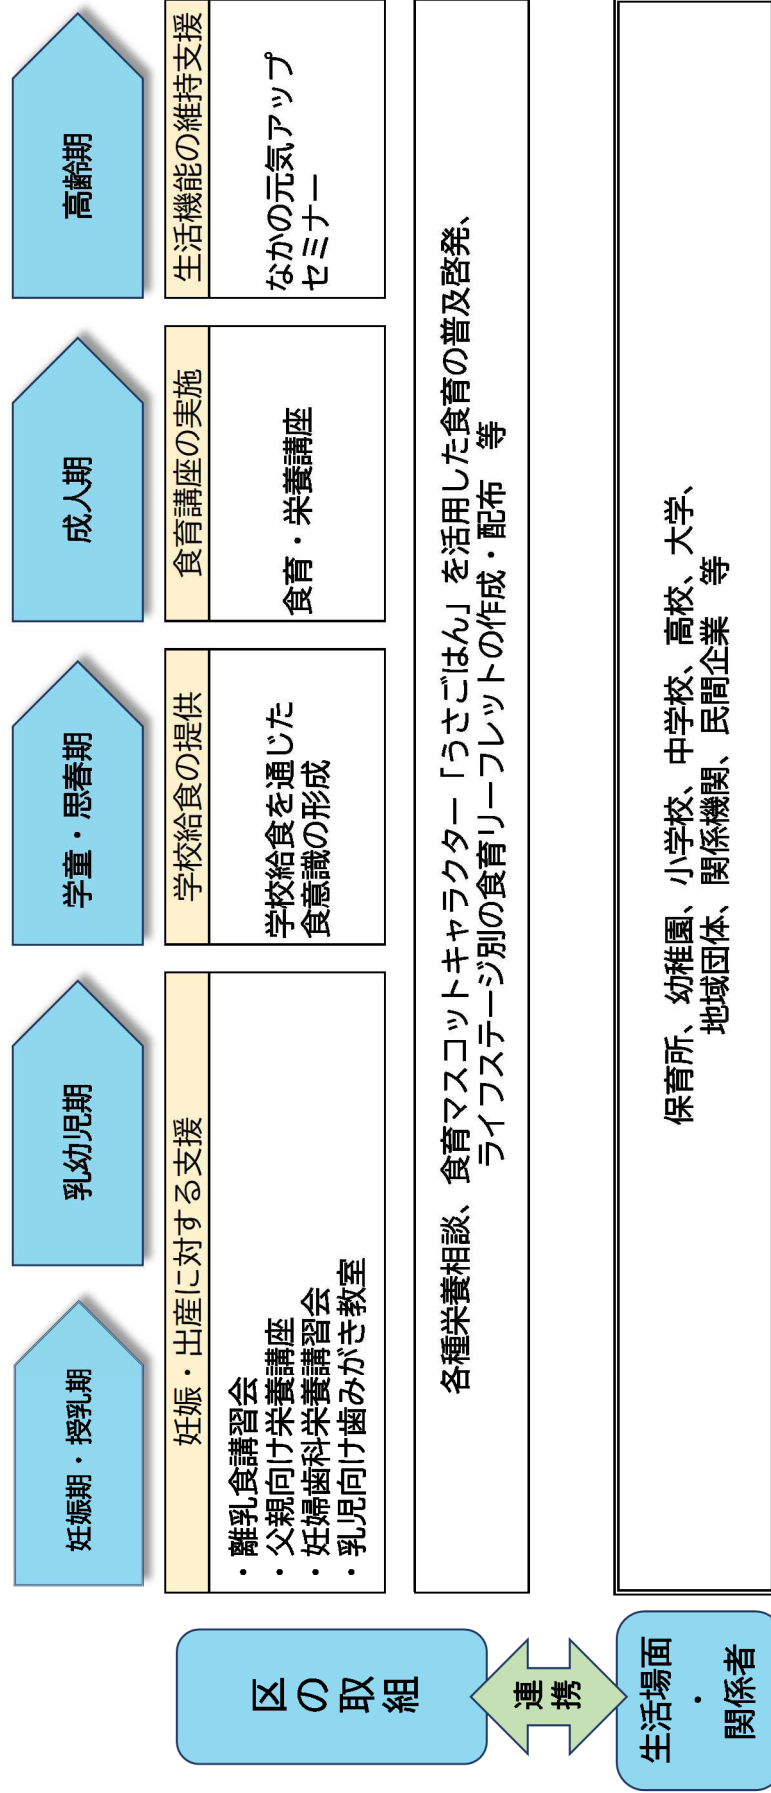 妊娠期・授乳期
乳幼児期
学童・思春期
成人期
高齢期
区の取組
妊娠・出産に対する支援
・離乳食講習会
・父親向け栄養講座
・妊婦歯科栄養講習会
・乳児向け歯みがき教室
学校給食の提供
学校給食を通じた
食意識の形成
食育講座の実施
食育・栄養講座
生活機能の維持支援
なかの元気アップ
セミナー
各種栄養相談、食育マスコットキャラクター「うさごはん」を活用した食育の普及啓発、
ライフステージ別の食育リーフレットの作成・配布　等
連
携
生活場面
・
関係者
保育所、幼稚園、小学校、中学校、高校、大学、
地域団体、関係機関、民間企業　等